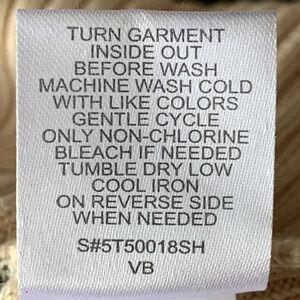 TURN GARMENT
INSIDE OUT
BEFORE WASH
MACHINE WASH COLD
WITH LIKE COLORS
GENTLE CYCLE
ONLY NON-CHLORINE
BLEACH IF NEEDED
TUMBLE DRY LOW
COOL IRON
ON REVERSE SIDE
WHEN NEEDED
S#5T50018SH
VB